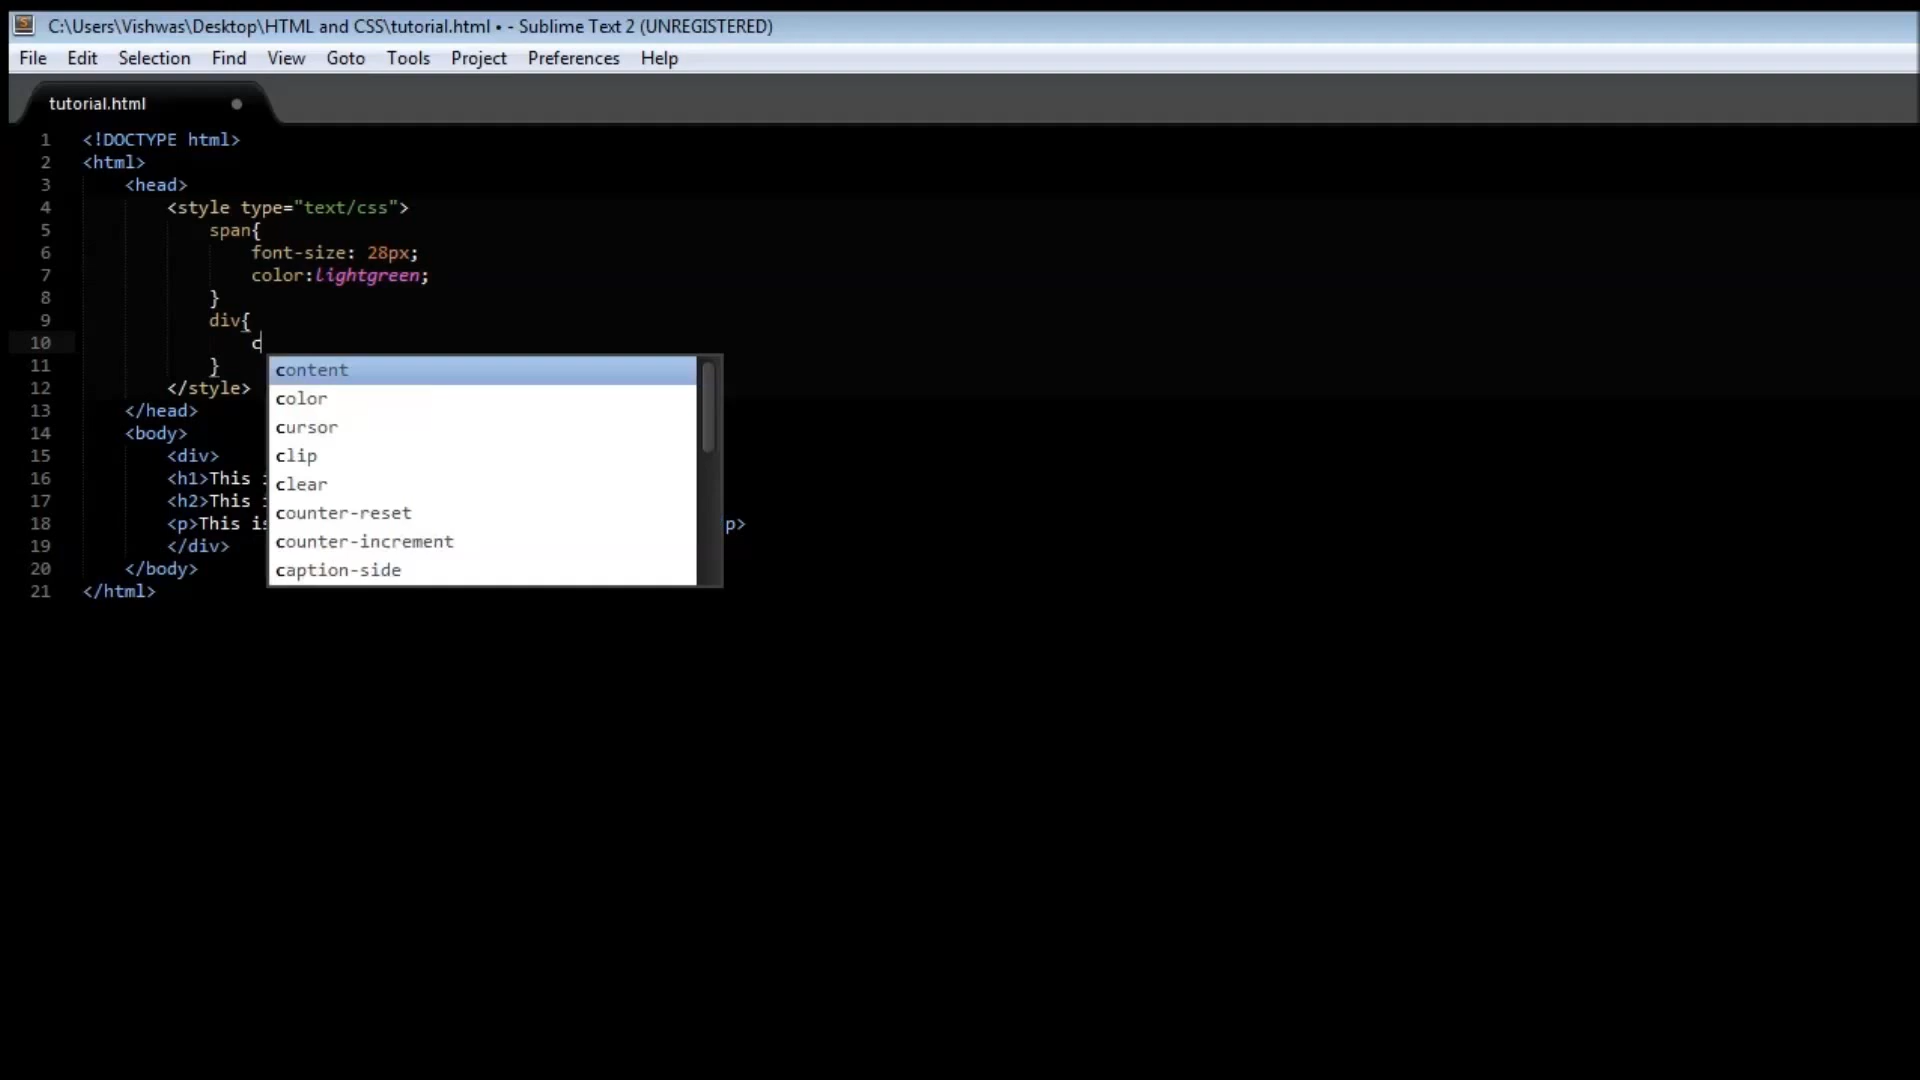 C:\Users\Vishwas\Desktop\HTML and CSS\tutorial.html • - Sublime Text 2 (UNREGISTERED)
File Edit Selection Find View Goto Tools Project Preferences Help
tutorial.html
1 <!DOCTYPE html>
2 <html>
3 <head>
4 <style type="text/css">
5 span{
6 font-size: 28px;
7 color:lightgreen;
8 }
9 div{
10 c
11 }
content
12 </style>
color
13 </head>
cursor
14 <body>
clip
15 <div>
16 <h1>This
clear
17 <h2>This
counter-reset
18 <p>This is p>
counter-increment
19 </div>
20 </body>
caption-side
21 </html>